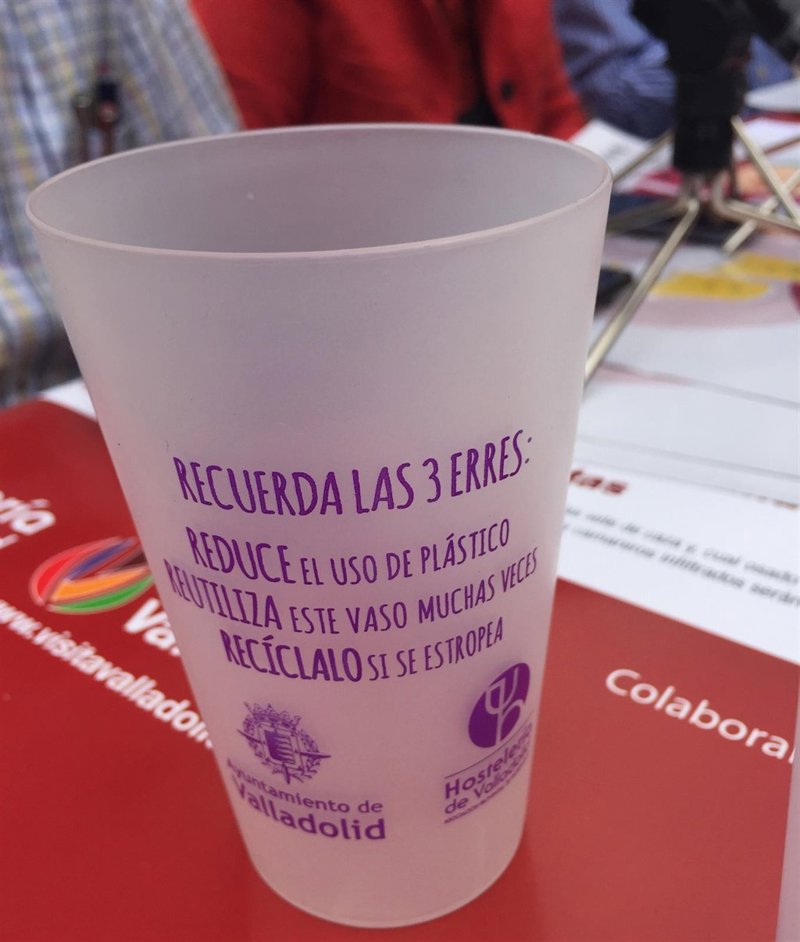 RECUERDA LAS 3 ERRES:
REDUCE EL USO DE PLÁSTICO
REUTILIZA ESTE VASO MUCHAS VECES
RECÍCLALO SI SE ESTROPEA
Ayuntamiento de
Valladolid
Hostelería
de Valladolid
www.visitavalladolid
Colabora